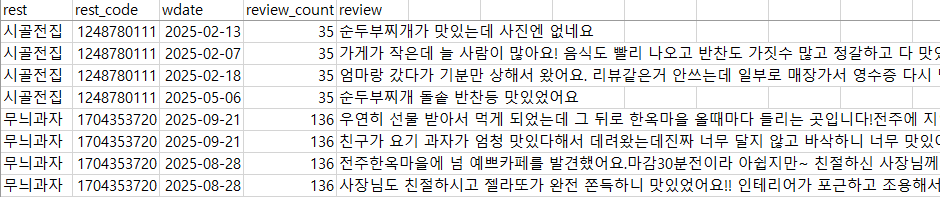 rest rest_code wdate review_count review
시골전집 1248780111 2025-02-13 35 순두부찌개가 맛있는데 사진엔 없네요
시골전집 1248780111 2025-02-07 35 가게가 작은데 늘 사람이 많아요! 음식도 빨리 나오고 반찬도 가짓수 많고 정갈하고 다 맛있
시골전집 1248780111 2025-02-18 35 엄마랑 갔다가 기분만 상해서 왔어요. 리뷰같은거 안쓰는데 일부로 매장가서 영수증 다시
시골전집 1248780111 2025-05-06 35 순두부찌개 돌솥 반찬등 맛있었어요
무늬과자 1704353720 2025-09-21 136 우연히 선물 받아서 먹게 되었는데 그 뒤로 한옥마을 올때마다 들리는 곳입니다!전주에 지
무늬과자 1704353720 2025-09-21 136 친구가 요기 과자가 엄청 맛있다해서 데려왔는데진짜 너무 달지 않고 바삭하니 너무 맛있어
무늬과자 1704353720 2025-08-28 136 전주한옥마을에 넘 예쁘카페를 발견했어요.마감30분전이라 아쉽지만~ 친절하신 사장님께
무늬과자 1704353720 2025-08-28 136 사장님도 친절하시고 젤라또가 완전 쫀득하니 맛있었어요!! 인테리어가 포근하고 조용해서